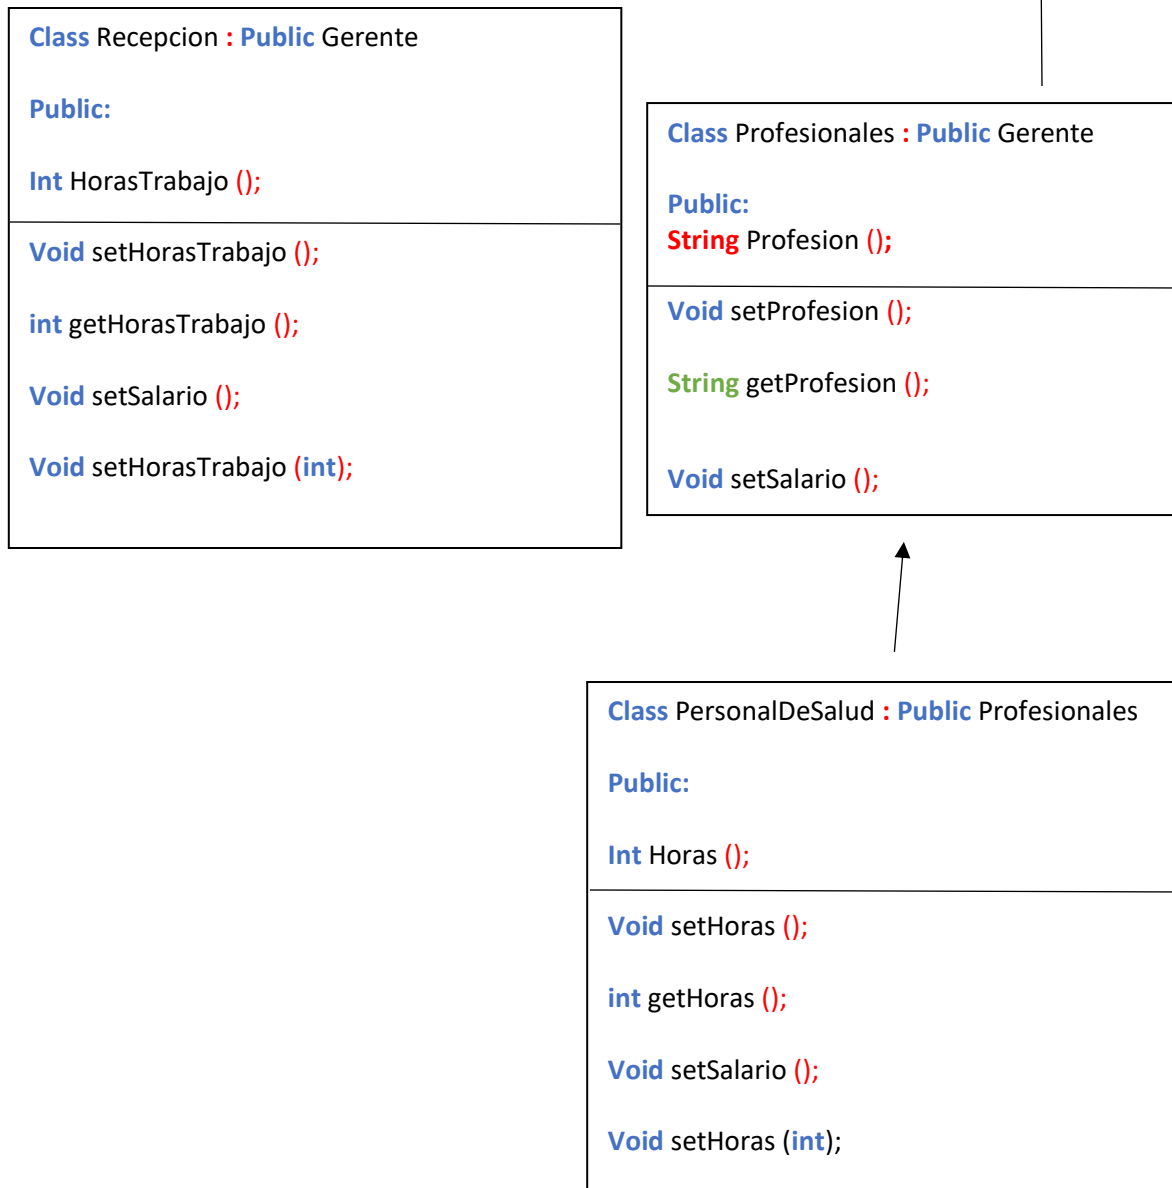 Class Recepcion : Public Gerente
Public:
Int HorasTrabajo ();
Void setHorasTrabajo ();
int getHorasTrabajo ();
Void setSalario ();
Void setHorasTrabajo (int);
Class Profesionales : Public Gerente
Public:
String Profesion ();
Void setProfesion ();
String getProfesion ();
Void setSalario ();
Class PersonalDeSalud : Public Profesionales
Public:
Int Horas ();
Void setHoras ();
int getHoras ();
Void setSalario ();
Void setHoras (int);